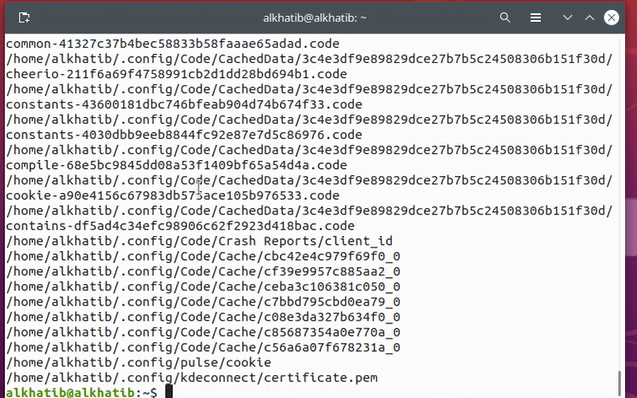 alkhatib@alkhatib: ~
common-41327c37b4bec58833b58faaae65adad.code
/home/alkhatib/.config/Code/CachedData/3c4e3df9e89829dce27b7b5c24508306b151f30d/
cheerio-211f6a69f4758991cb2d1dd28bd694b1.code
/home/alkhatib/.config/Code/CachedData/3c4e3df9e89829dce27b7b5c24508306b151f30d/
constants-43600181dbc746bfeab904d74b674f33.code
/home/alkhatib/.config/Code/CachedData/3c4e3df9e89829dce27b7b5c24508306b151f30d/
constants-4030dbb9eeb8844fc92e87e7d5c86976.code
/home/alkhatib/.config/Code/CachedData/3c4e3df9e89829dce27b7b5c24508306b151f30d/
compile-68e5bc9845dd08a53f1409bf65a54d4a.code
/home/alkhatib/.config/Code/CachedData/3c4e3df9e89829dce27b7b5c24508306b151f30d/
cookie-a90e4156c67983db575ace105b976533.code
/home/alkhatib/.config/Code/CachedData/3c4e3df9e89829dce27b7b5c24508306b151f30d/
contains-df5ad4c34efc98906c62f2923d418bac.code
/home/alkhatib/.config/Code/Crash Reports/client_id
/home/alkhatib/.config/Code/Cache/cbc42e4c979f69f0_0
/home/alkhatib/.config/Code/Cache/cf39e9957c885aa2_0
/home/alkhatib/.config/Code/Cache/ceba3c106381c050_0
/home/alkhatib/.config/Code/Cache/c7bbd795cbd0ea79_0
/home/alkhatib/.config/Code/Cache/c08e3da327b634f0_0
/home/alkhatib/.config/Code/Cache/c85687354a0e770a_0
/home/alkhatib/.config/Code/Cache/c56a6a07f678231a_0
/home/alkhatib/.config/pulse/cookie
/home/alkhatib/.config/kdeconnect/certificate.pem
alkhatib@alkhatib:~$